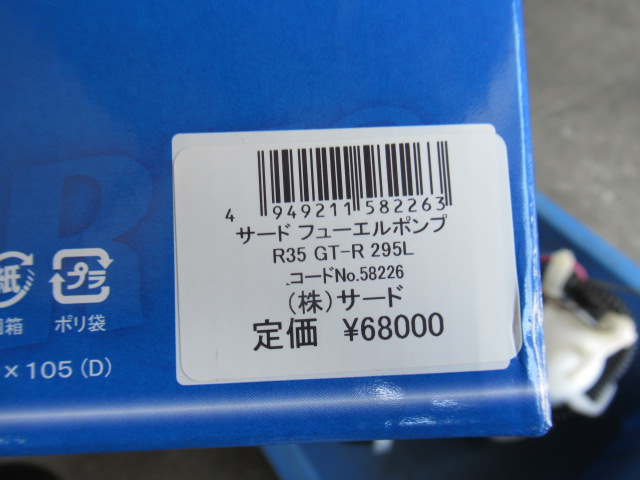 4 949211 582263
サード フューエルポンプ
R35 GT-R 295L
コードNo.58226
(株)サード
定価 ¥68000
紙
プラ
箱
ポリ袋
× 105 (D)
R